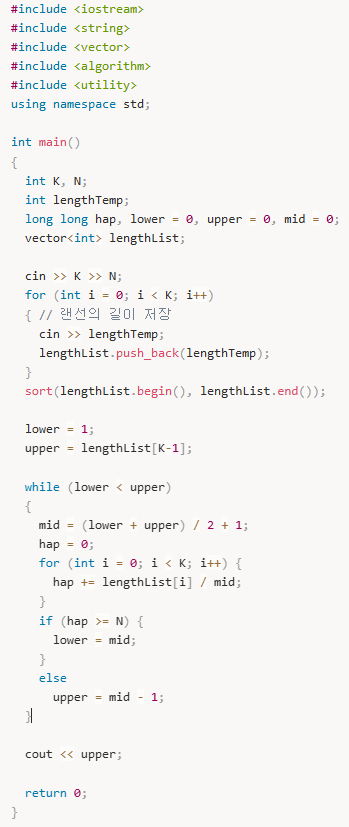 #include <iostream>
#include <string>
#include <vector>
#include <algorithm>
#include <utility>
using namespace std;
int main()
{
int K, N;
int lengthTemp;
long long hap, lower = 0, upper = 0, mid = 0;
vector<int> lengthList;
cin >> K >> N;
for (int i = 0; i < K; i++)
{ // 랜선의 길이 저장
cin >> lengthTemp;
lengthList.push_back(lengthTemp);
}
sort(lengthList.begin(), lengthList.end());
lower = 1;
upper = lengthList[K-1];
while (lower < upper)
{
mid = (lower + upper) / 2 + 1;
hap = 0;
for (int i = 0; i < K; i++) {
hap += lengthList[i] / mid;
}
if (hap >= N) {
lower = mid;
}
else
upper = mid - 1;
}
cout << upper;
return 0;
}